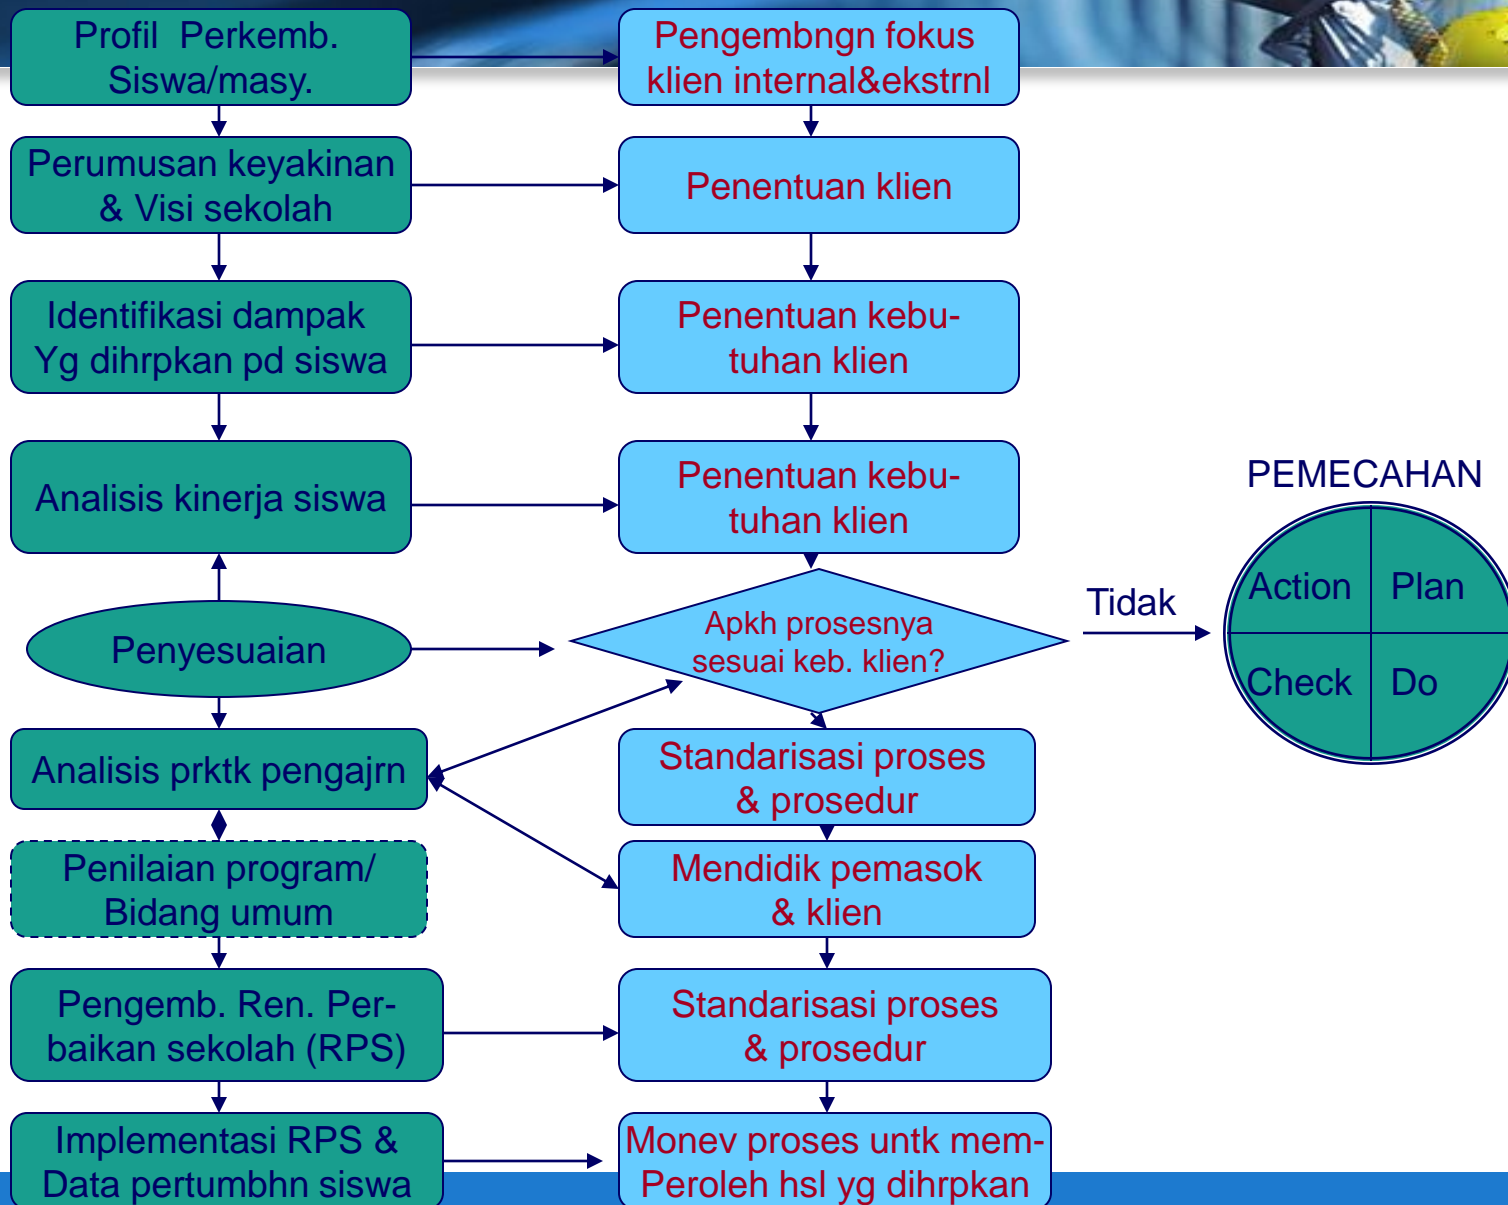 Profil Perkemb.
Siswa/masy.
Pengembngn fokus
klien internal&ekstrnl
Perumusan keyakinan
& Visi sekolah
Penentuan klien
Identifikasi dampak
Yg dihrpkan pd siswa
Penentuan kebu-
tuhan klien
Analisis kinerja siswa
Penentuan kebu-
tuhan klien
PEMECAHAN
Action
Plan
Check
Do
Tidak
Penyesuaian
Apkh prosesnya
sesuai keb. klien?
Analisis prktk pengajrn
Standarisasi proses
& prosedur
Penilaian program/
Bidang umum
Mendidik pemasok
& klien
Pengemb. Ren. Per-
baikan sekolah (RPS)
Standarisasi proses
& prosedur
Implementasi RPS &
Data pertumbhn siswa
Monev proses untk mem-
Peroleh hsl yg dihrpkan